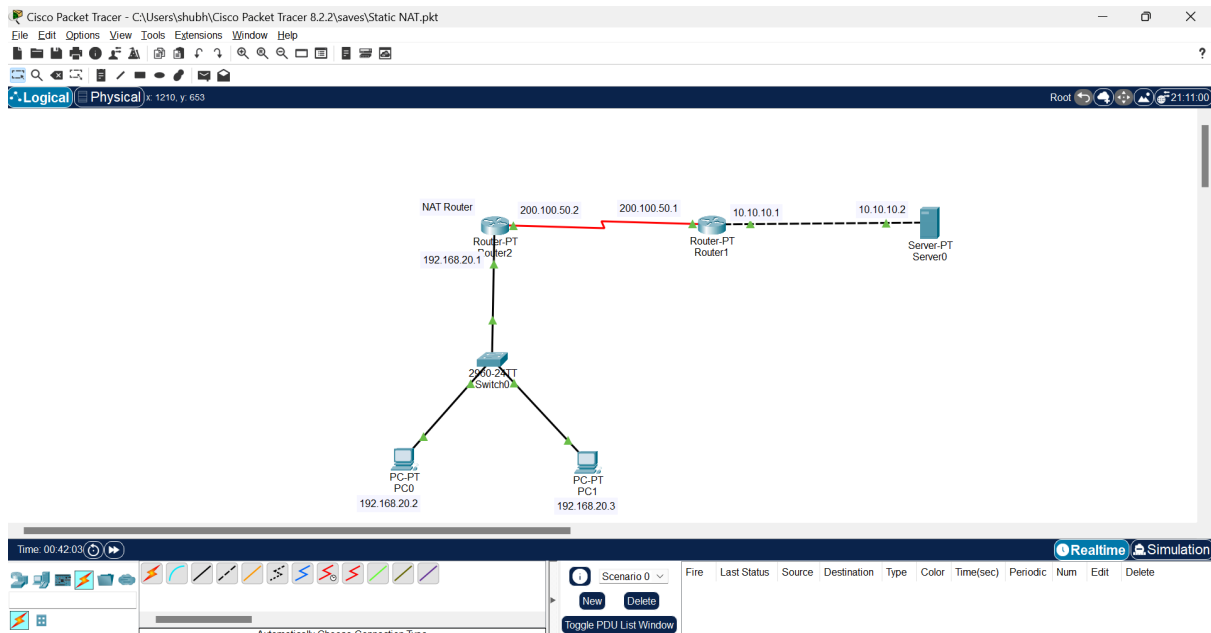 Cisco Packet Tracer - C:\Users\shubh\Cisco Packet Tracer 8.2.2\saves\Static NAT.pkt
File Edit Options View Tools Extensions Window Help
?
Logical Physical x: 1210, y: 653 Root 21:11:00
NAT Router 200.100.50.2 200.100.50.1 10.10.10.1 10.10.10.2
Router-PT Router-PT Server-PT
Router2 Router1 Server0
192.168.20.1
2960-24TT
Switch0
PC-PT PC-PT
PC0 PC1
192.168.20.2 192.168.20.3
Time: 00:42:03 Realtime Simulation
Scenario 0 Fire Last Status Source Destination Type Color Time(sec) Periodic Num Edit Delete
New Delete
Toggle PDU List Window
Automatically Choose Connection Type